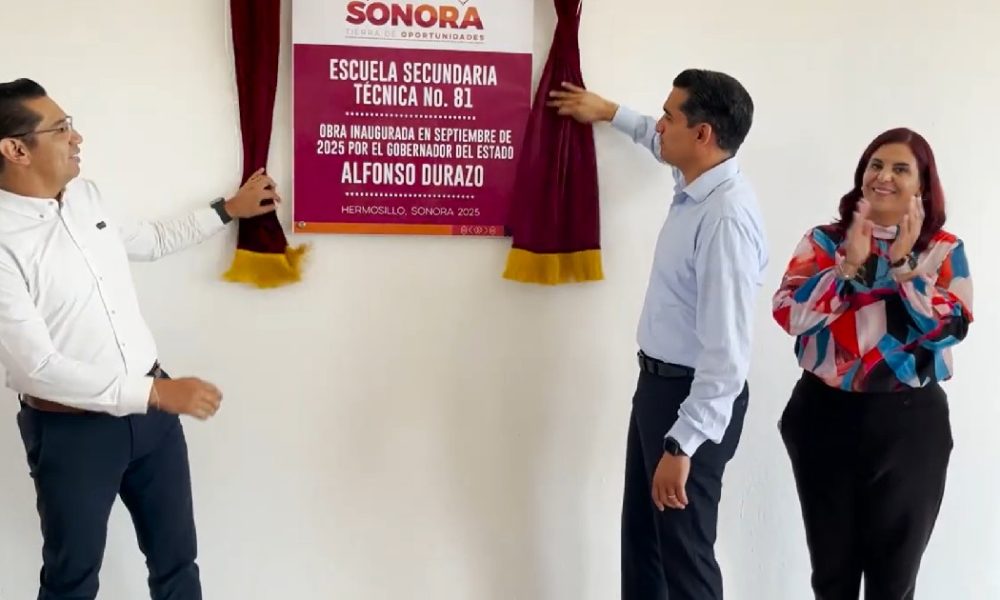 SONORA
TIERRA DE OPORTUNIDADES
ESCUELA SECUNDARIA
TÉCNICA No. 81
OBRA INAUGURADA EN SEPTIEMBRE DE
2025 POR EL GOBERNADOR DEL ESTADO
ALFONSO DURAZO
HERMOSILLO, SONORA 2025